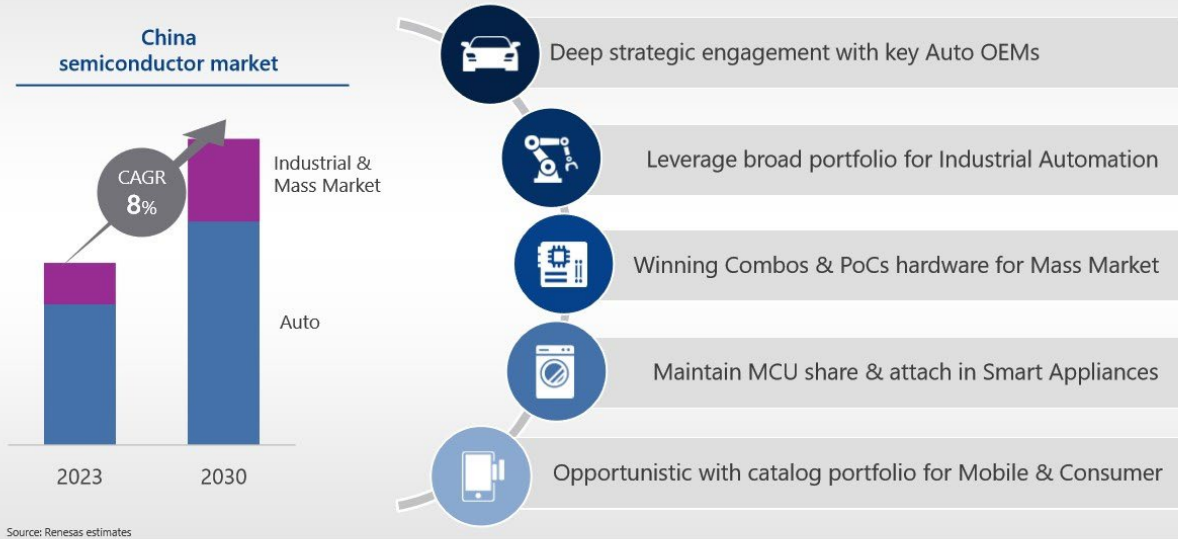 China
semiconductor market
CAGR
8%
Industrial &
Mass Market
Auto
2023
2030
Source: Renesas estimates
Deep strategic engagement with key Auto OEMs
Leverage broad portfolio for Industrial Automation
Winning Combos & PoCs hardware for Mass Market
Maintain MCU share & attach in Smart Appliances
Opportunistic with catalog portfolio for Mobile & Consumer